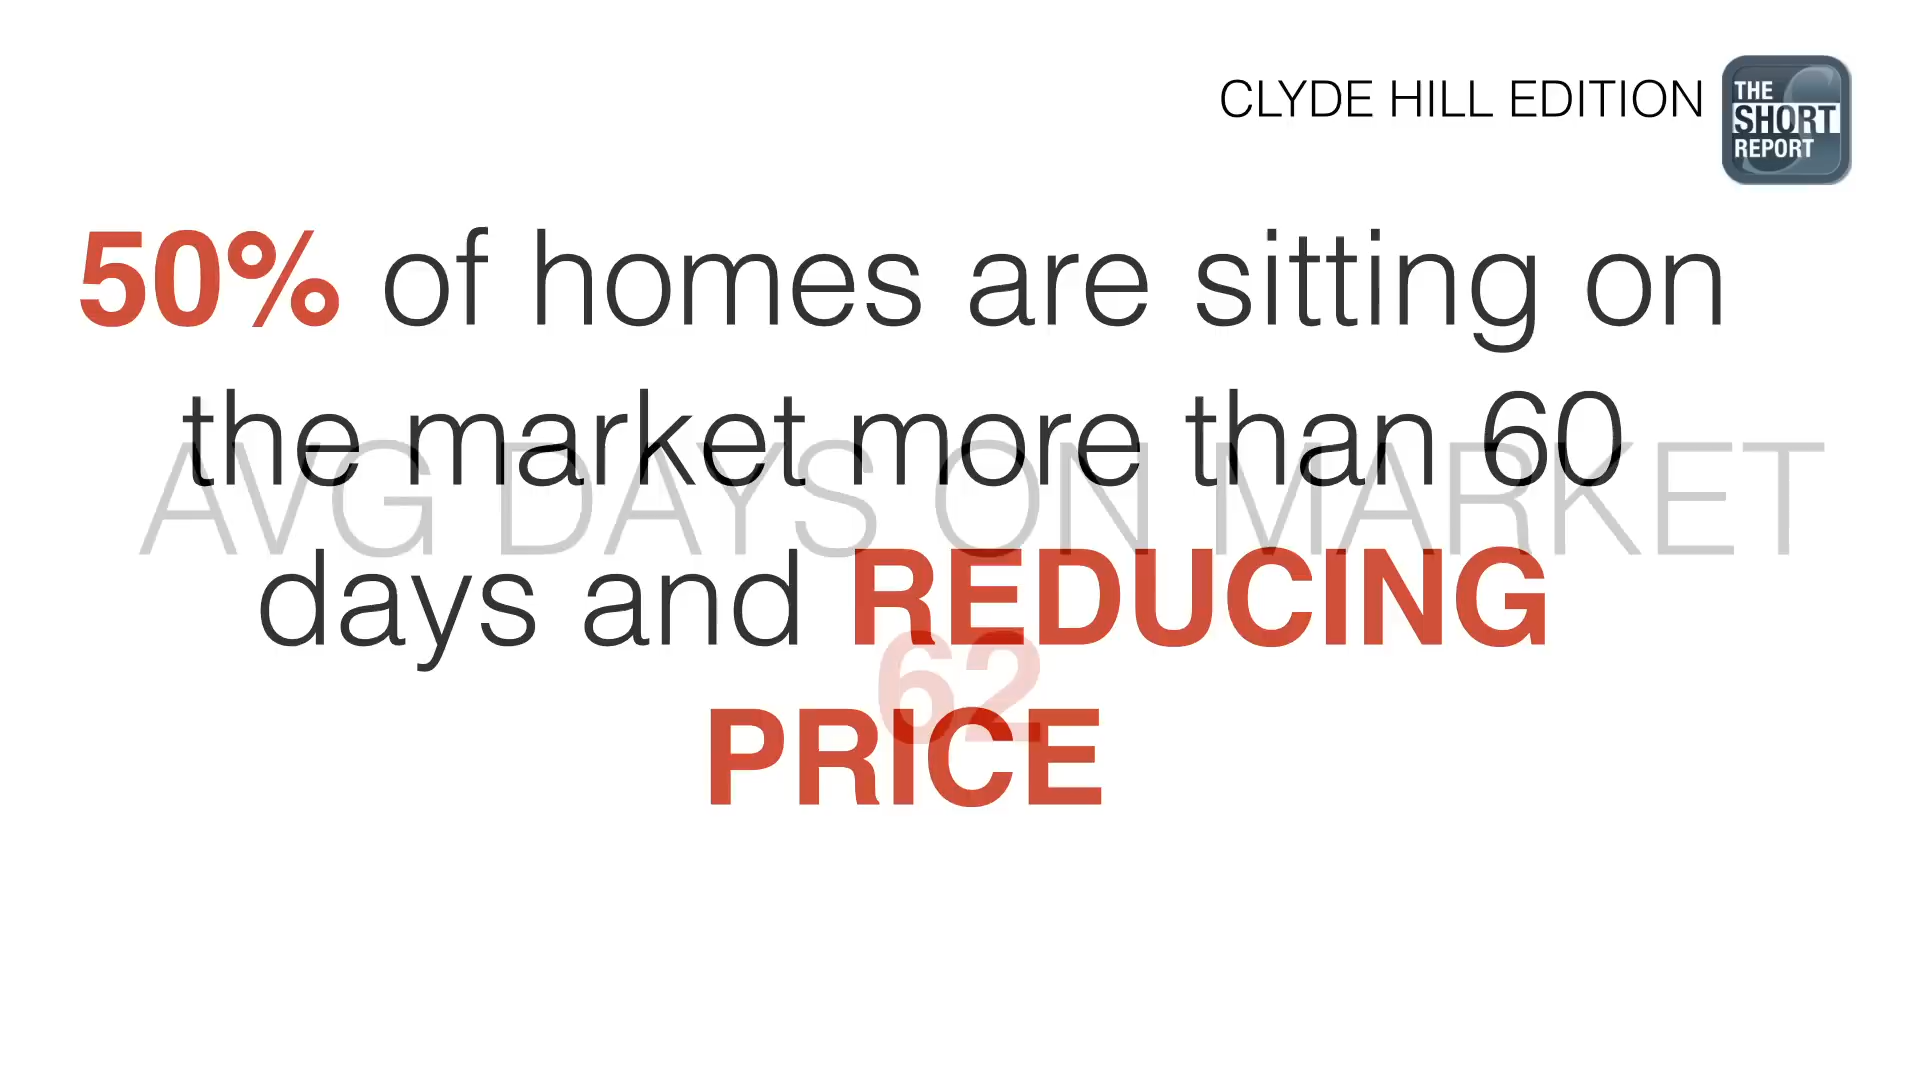 CLYDE HILL EDITION
THE
SHORT
REPORT
50% of homes are sitting on
the market more than 60
AVG DAYS ON MARKET
days and REDUCING
62
PRICE